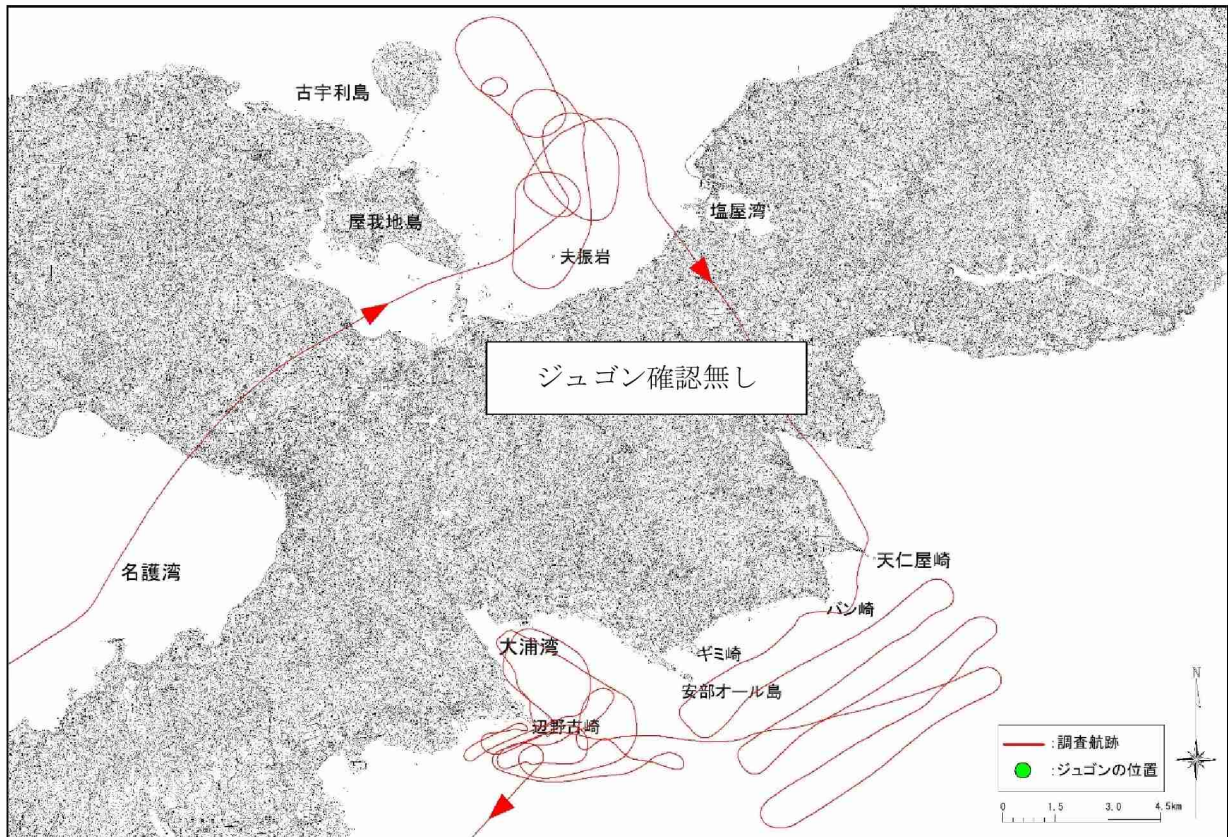 古宇利島
屋我地島
塩屋湾
夫振岩
ジュゴン確認無し
名護湾
天仁屋崎
バン崎
大浦湾
ギミ崎
安部オール島
辺野古崎
N
:調査航跡
:ジュゴンの位置
0 1.5 3.0 4.5km